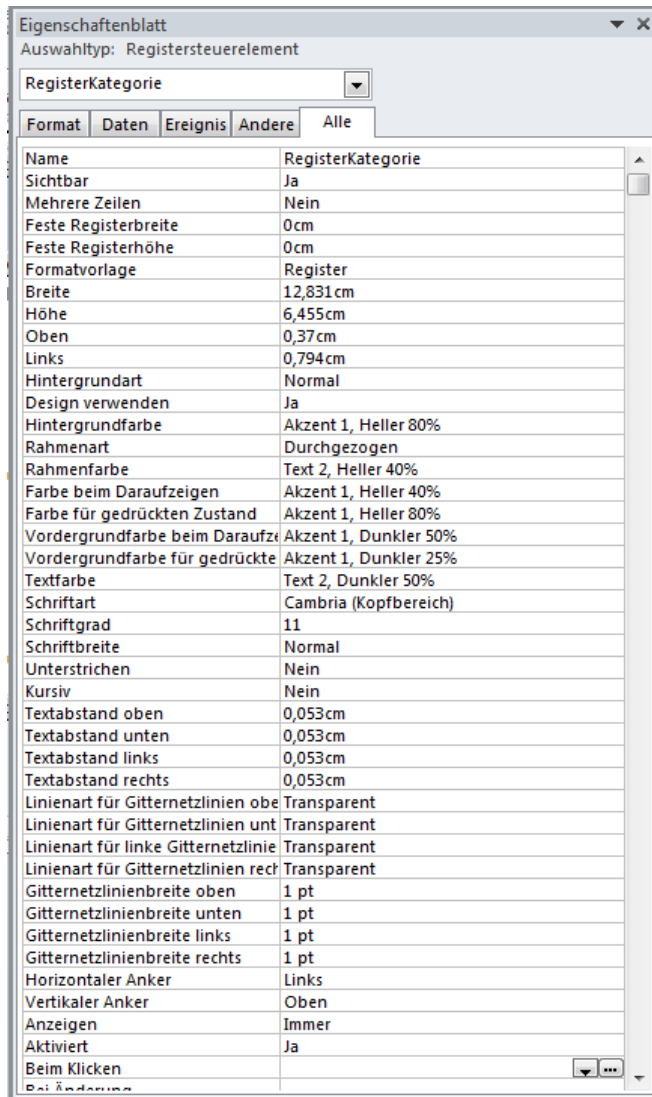 Eigenschaftenblatt
Auswahltyp: Registersteuerelement
RegisterKategorie
Format Daten Ereignis Andere Alle
Name RegisterKategorie
Sichtbar Ja
Mehrere Zeilen Nein
Feste Registerbreite 0cm
Feste Registerhöhe 0cm
Formatvorlage Register
Breite 12,831cm
Höhe 6,455cm
Oben 0,37cm
Links 0,794cm
Hintergrundart Normal
Design verwenden Ja
Hintergrundfarbe Akzent 1, Heller 80%
Rahmenart Durchgezogen
Rahmenfarbe Text 2, Heller 40%
Farbe beim Daraufzeigen Akzent 1, Heller 40%
Farbe für gedrückten Zustand Akzent 1, Heller 80%
Vordergrundfarbe beim Daraufze Akzent 1, Dunkler 50%
Vordergrundfarbe für gedrückte Akzent 1, Dunkler 25%
Textfarbe Text 2, Dunkler 50%
Schriftart Cambria (Kopfbereich)
Schriftgrad 11
Schriftbreite Normal
Unterstrichen Nein
Kursiv Nein
Textabstand oben 0,053cm
Textabstand unten 0,053cm
Textabstand links 0,053cm
Textabstand rechts 0,053cm
Linienart für Gitternetzlinien obe Transparent
Linienart für Gitternetzlinien unt Transparent
Linienart für linke Gitternetzlinie Transparent
Linienart für Gitternetzlinien rech Transparent
Gitternetzlinienbreite oben 1 pt
Gitternetzlinienbreite unten 1 pt
Gitternetzlinienbreite links 1 pt
Gitternetzlinienbreite rechts 1 pt
Horizontaler Anker Links
Vertikaler Anker Oben
Anzeigen Immer
Aktiviert Ja
Beim Klicken
Bei Änderung